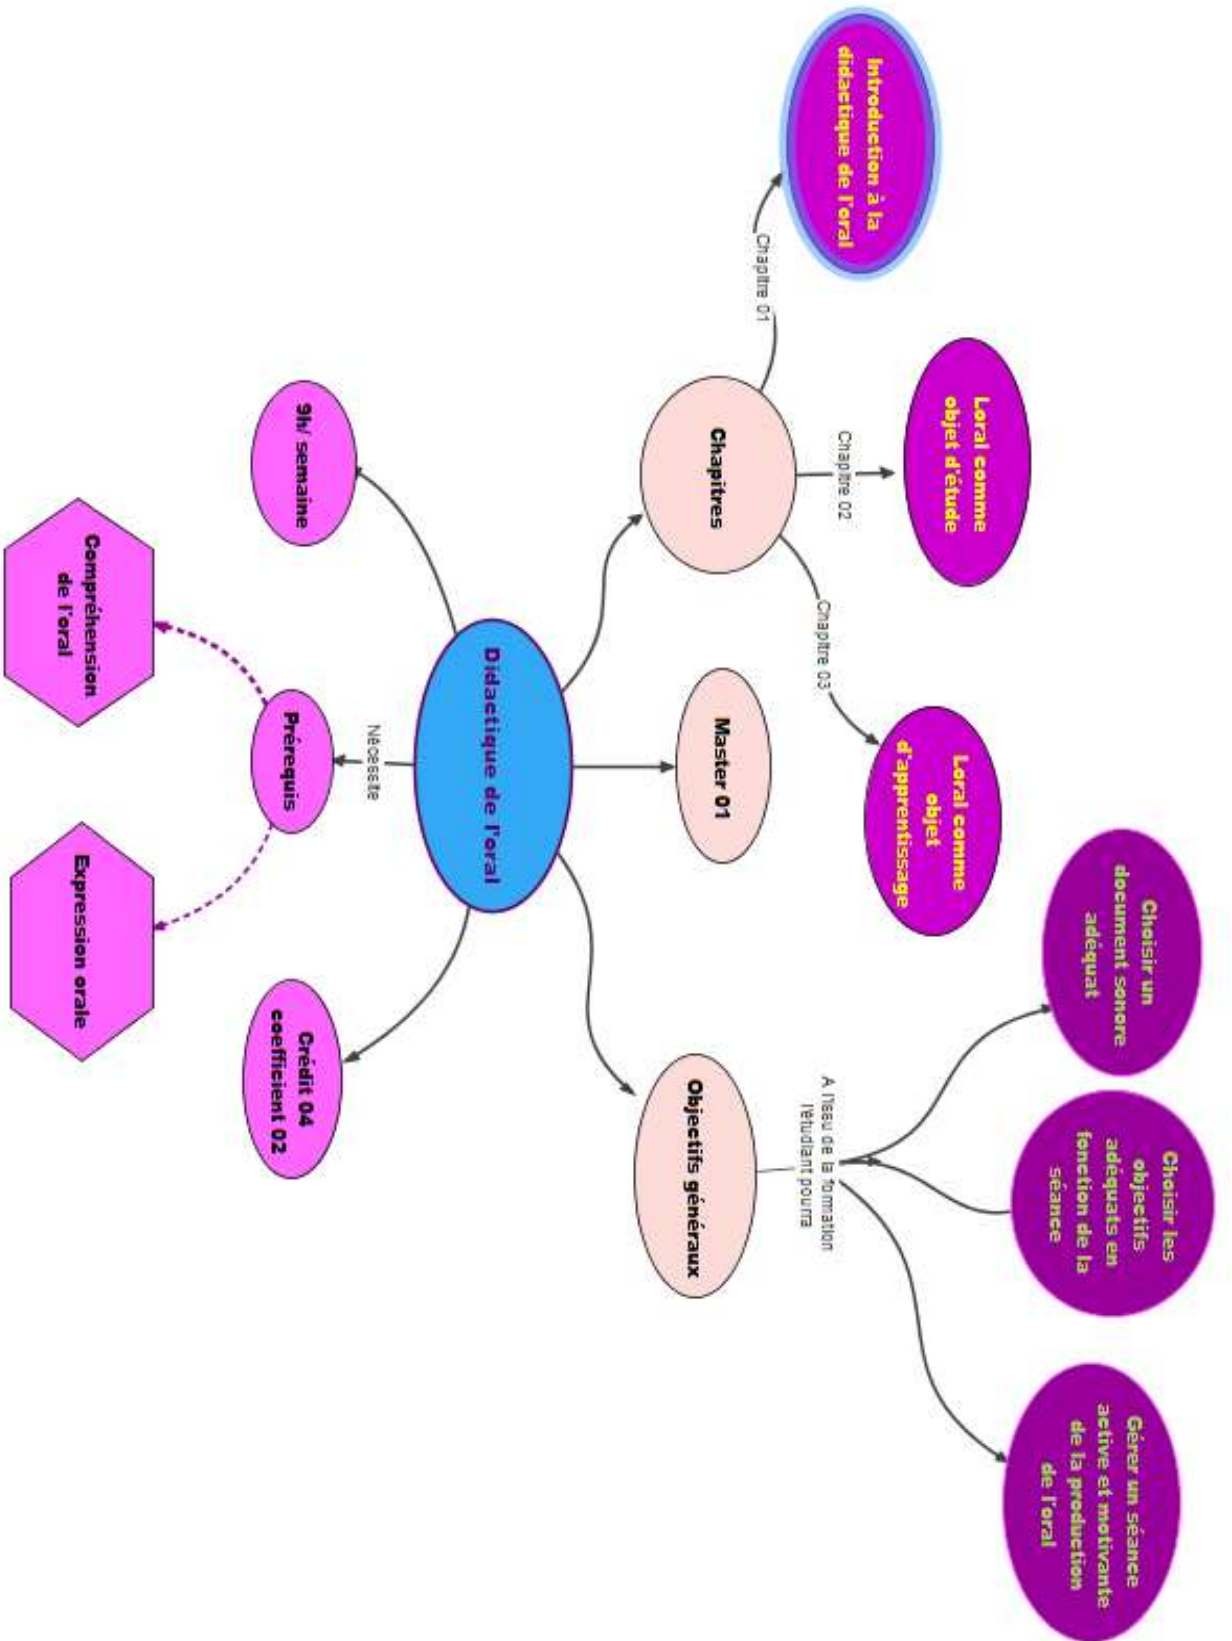 Choisir un
document sonore
adéquat
Choisir les
objectifs
adéquats en
fonction de la
séance
Gérer un séance
active et motivante
de la production
de l'oral
Introduction à la
didactique de l'oral
Loral comme
objet d'étude
Loral comme
objet
d'apprentissage
Chapitre 01
Chapitre 02
Chapitre 03
A l'issu de la formation
l'étudiant pourra
Chapitres
Master 01
Objectifs généraux
Didactique de l'oral
Nécessite
9h/ semaine
Prérequis
Crédit 04
coefficient 02
Compréhension
de l'oral
Expression orale